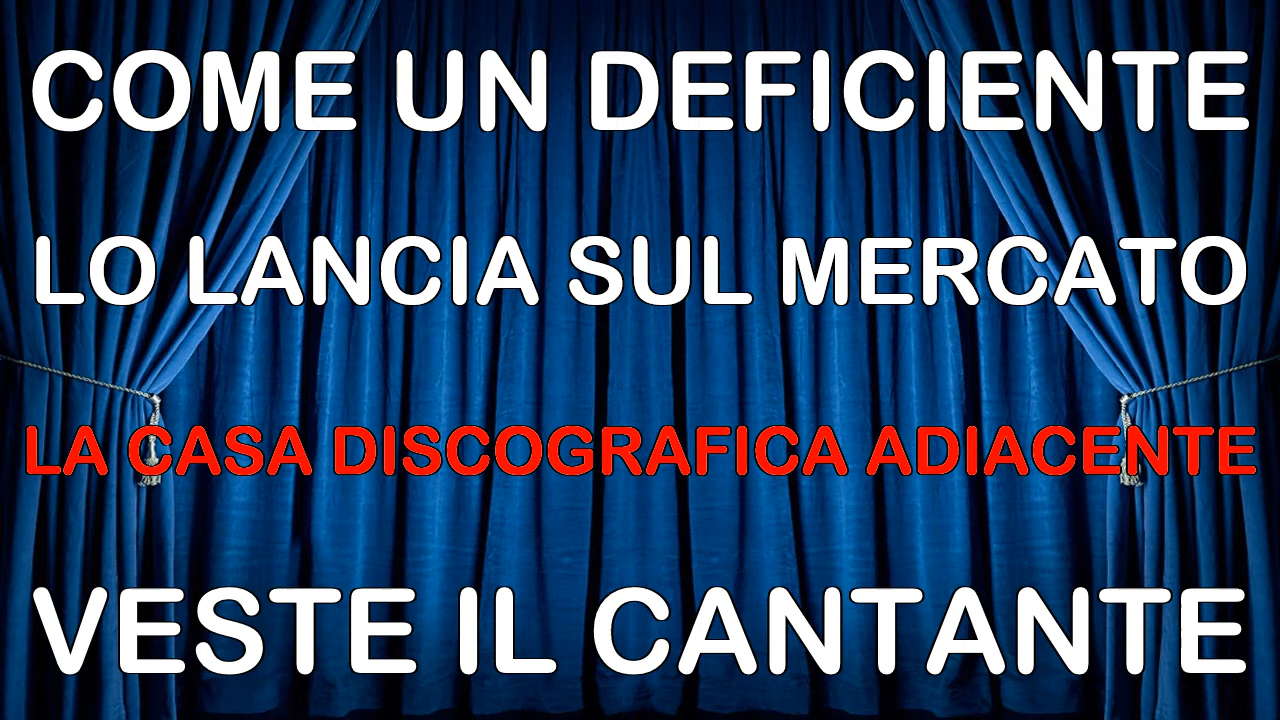 COME UN DEFICIENTE
LO LANCIA SUL MERCATO
LA CASA DISCOGRAFICA ADIACENTE
VESTE IL CANTANTE